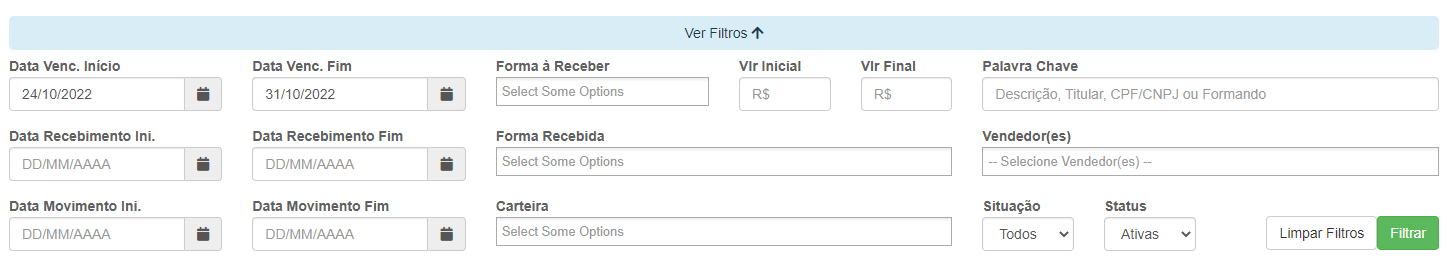 Ver Filtros
Data Venc. Início Data Venc. Fim Forma à Receber Vlr Inicial Vlr Final Palavra Chave
24/10/2022 31/10/2022 Select Some Options R$ R$ Descrição, Titular, CPF/CNPJ ou Formando
Data Recebimento Ini. Data Recebimento Fim Forma Recebida Vendedor(es)
DD/MM/AAAA DD/MM/AAAA Select Some Options -- Selecione Vendedor(es) --
Data Movimento Ini. Data Movimento Fim Carteira Situação Status
DD/MM/AAAA DD/MM/AAAA Select Some Options Todos Ativas Limpar Filtros Filtrar